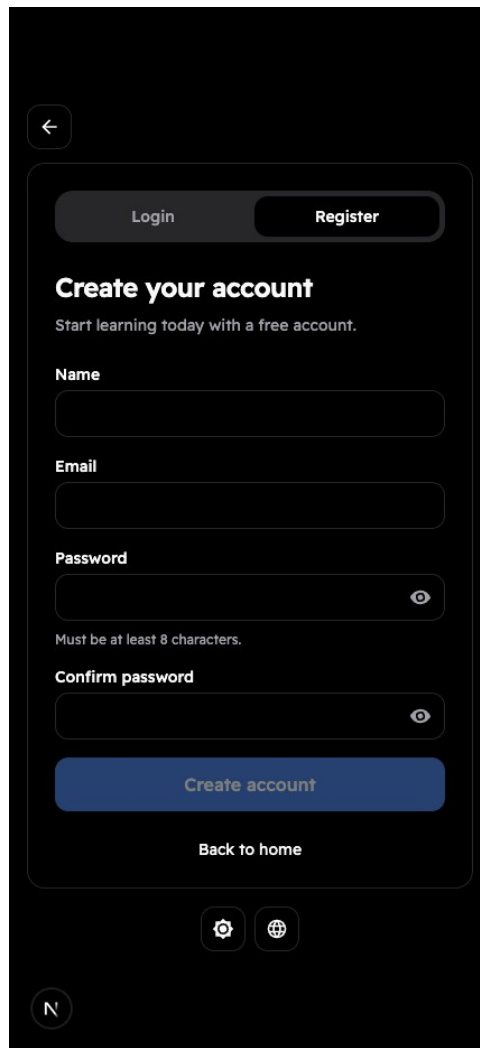 Login
Register
Create your account
Start learning today with a free account.
Name
Email
Password
Must be at least 8 characters.
Confirm password
Create account
Back to home
N